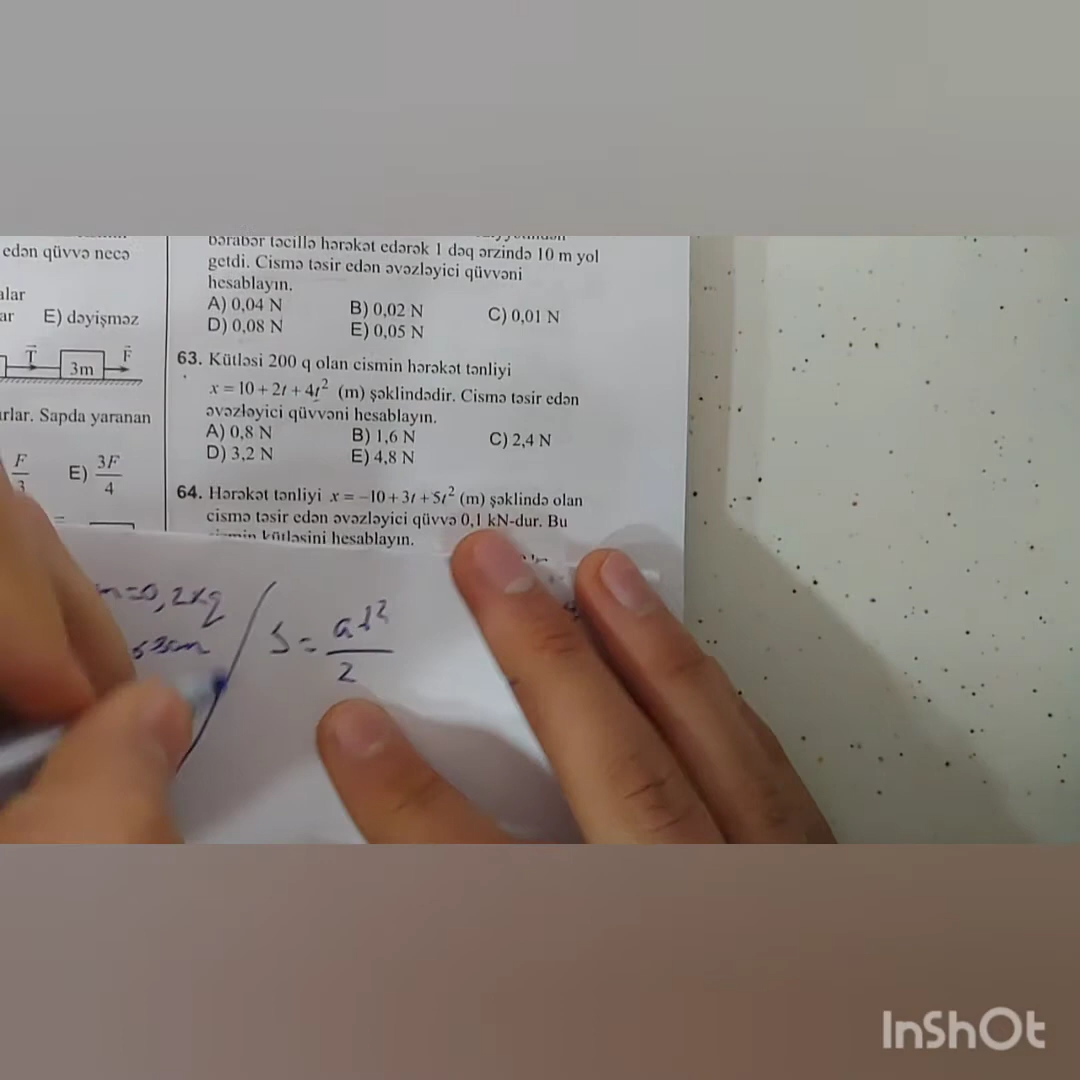 edən qüvvə necə
alar
ar E) dəyişməz
T F
3m
rlar. Sapda yaranan
F/3 E) 3F/4
bərabər təcillə hərəkət edərək 1 dəq ərzində 10 m yol
getdi. Cismə təsir edən əvəzləyici qüvvəni
hesablayın.
A) 0,04 N B) 0,02 N C) 0,01 N
D) 0,08 N E) 0,05 N
63. Kütləsi 200 q olan cismin hərəkət tənliyi
x = 10 + 2t + 4t² (m) şəklindədir. Cismə təsir edən
əvəzləyici qüvvəni hesablayın.
A) 0,8 N B) 1,6 N C) 2,4 N
D) 3,2 N E) 4,8 N
64. Hərəkət tənliyi x = −10 + 3t + 5t² (m) şəklində olan
cismə təsir edən əvəzləyici qüvvə 0,1 kN-dur. Bu
kütləsini hesablayın.
m=0,2kq
S = at²/2
InShOt